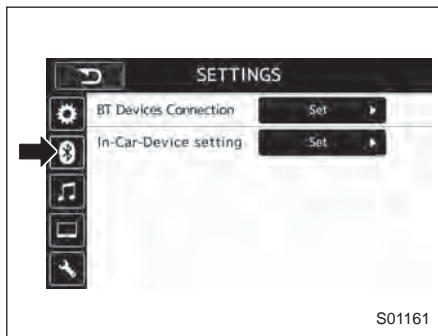 SETTINGS
BT Devices Connection Set
In-Car-Device setting Set
S01161